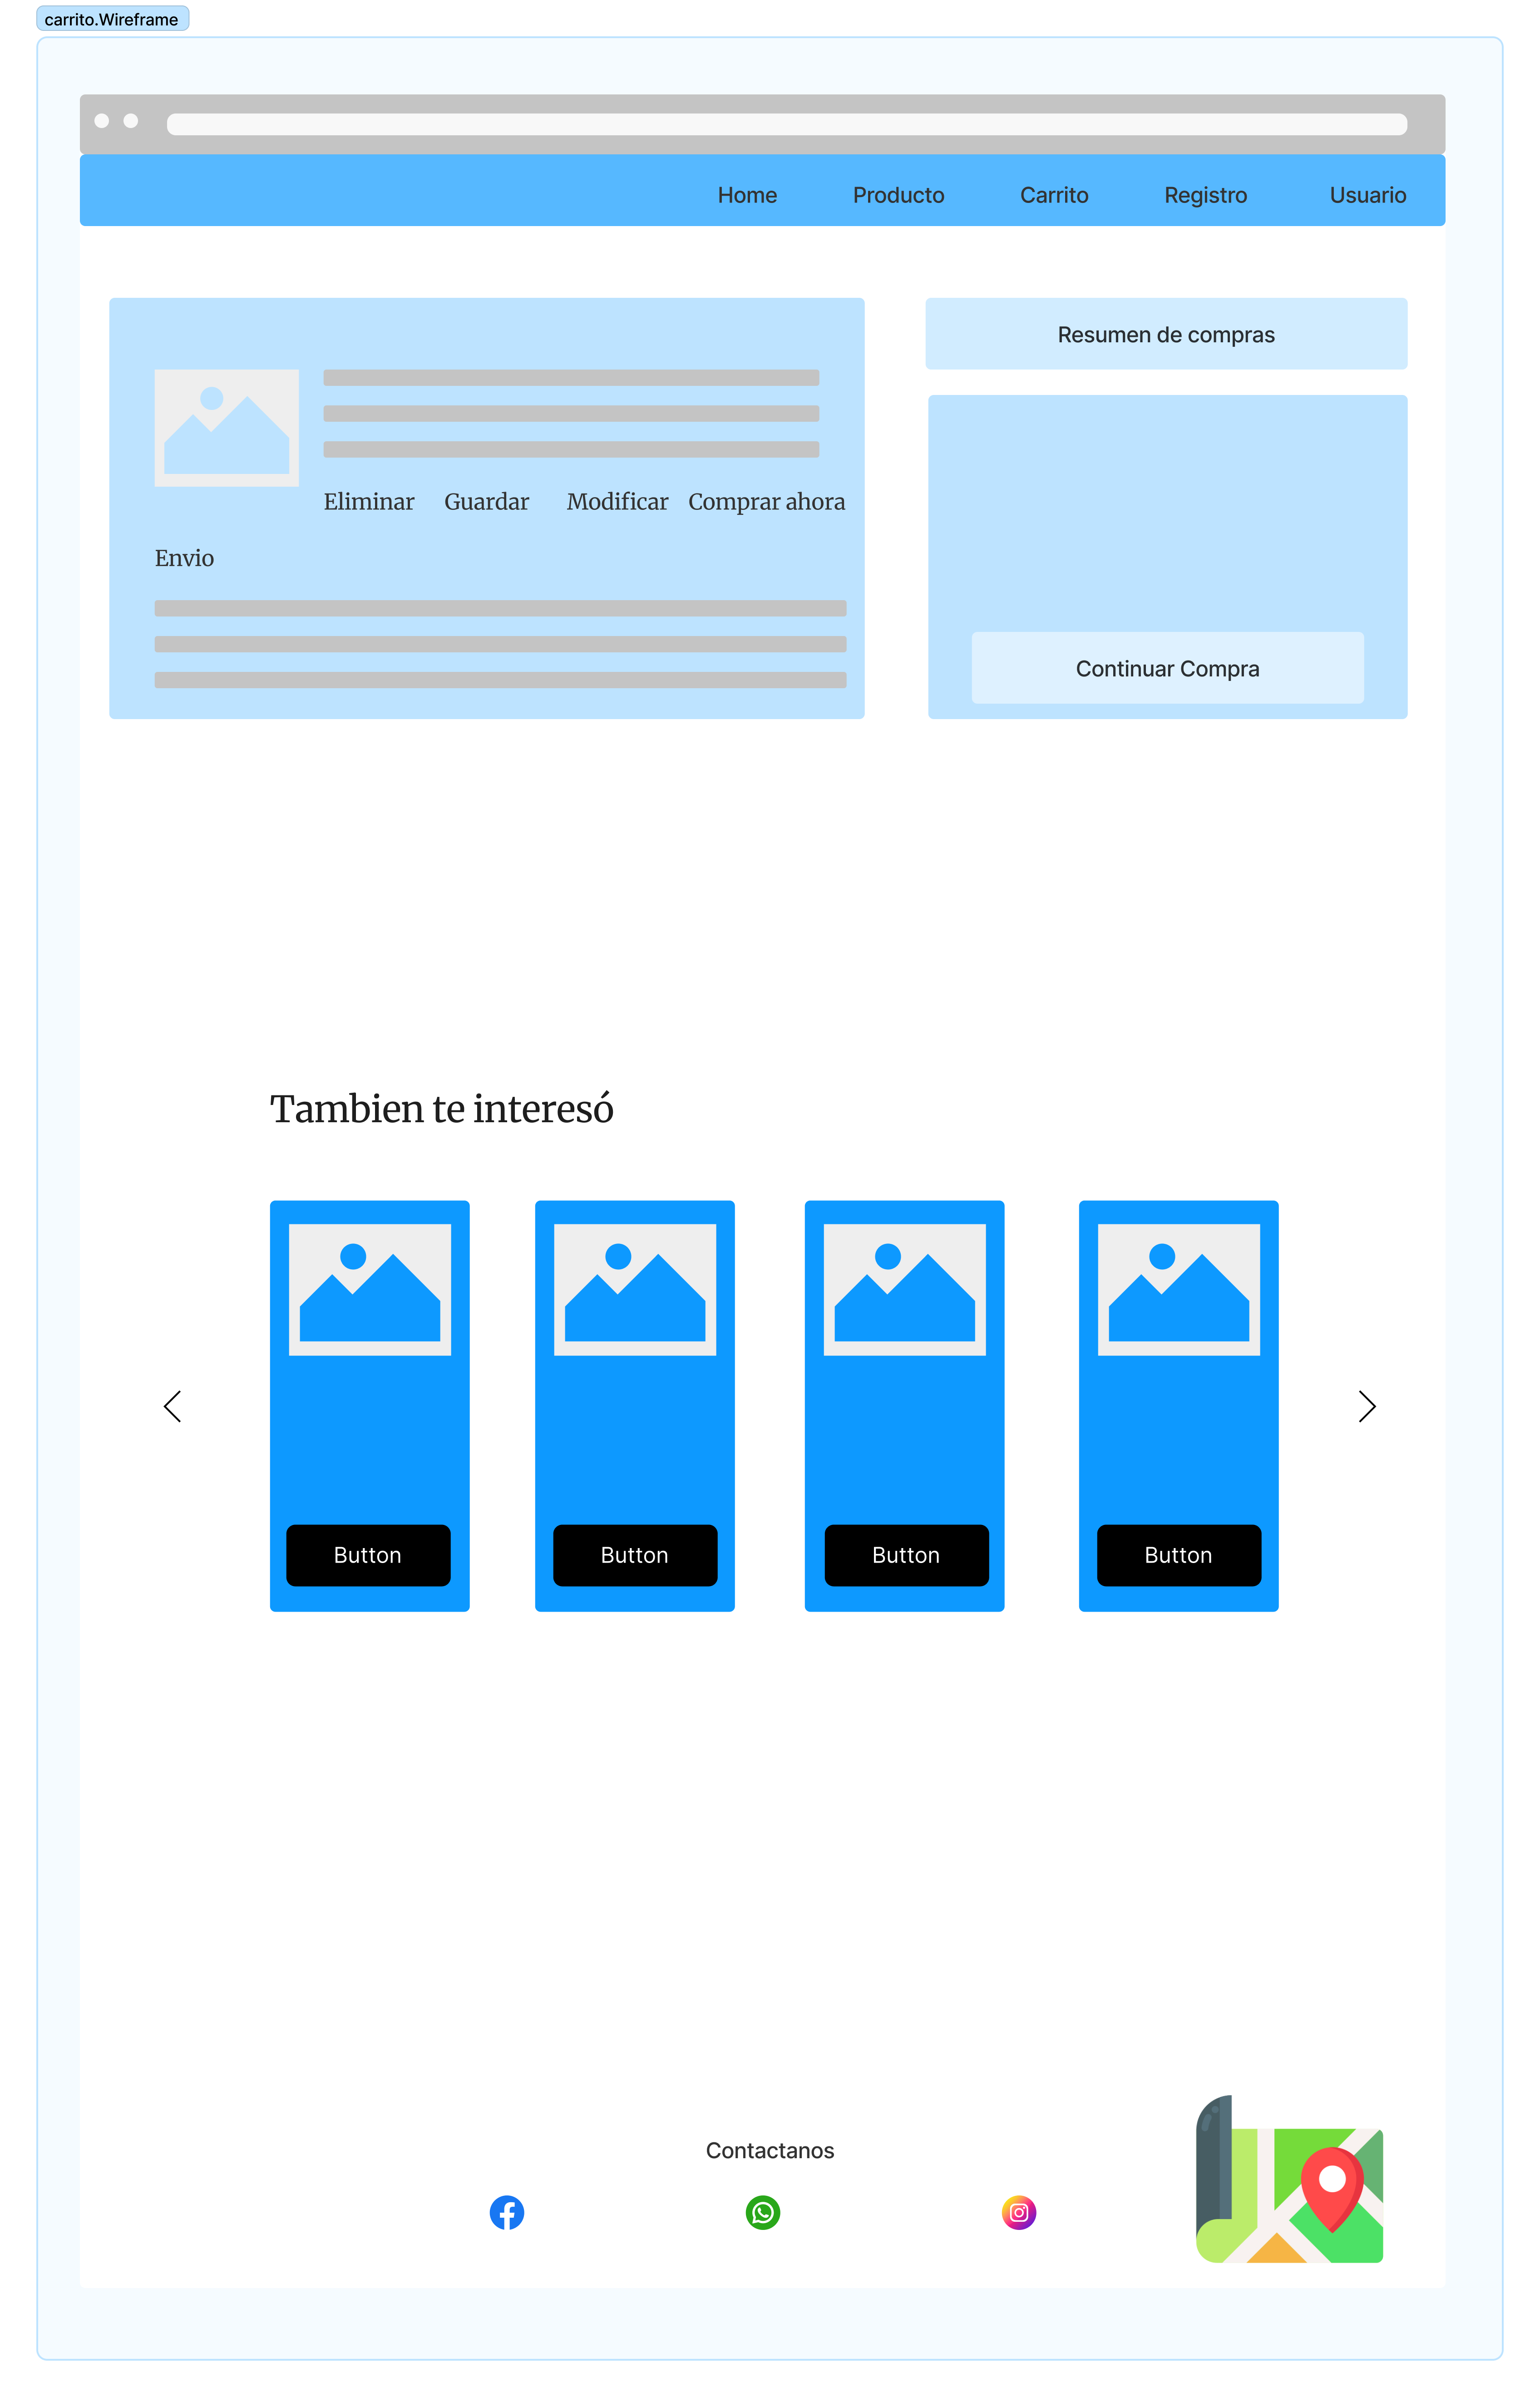 carrito.Wireframe
Home Producto Carrito Registro Usuario
Resumen de compras
Eliminar Guardar Modificar Comprar ahora
Envio
Continuar Compra
Tambien te interesó
Button Button Button Button
Contactanos